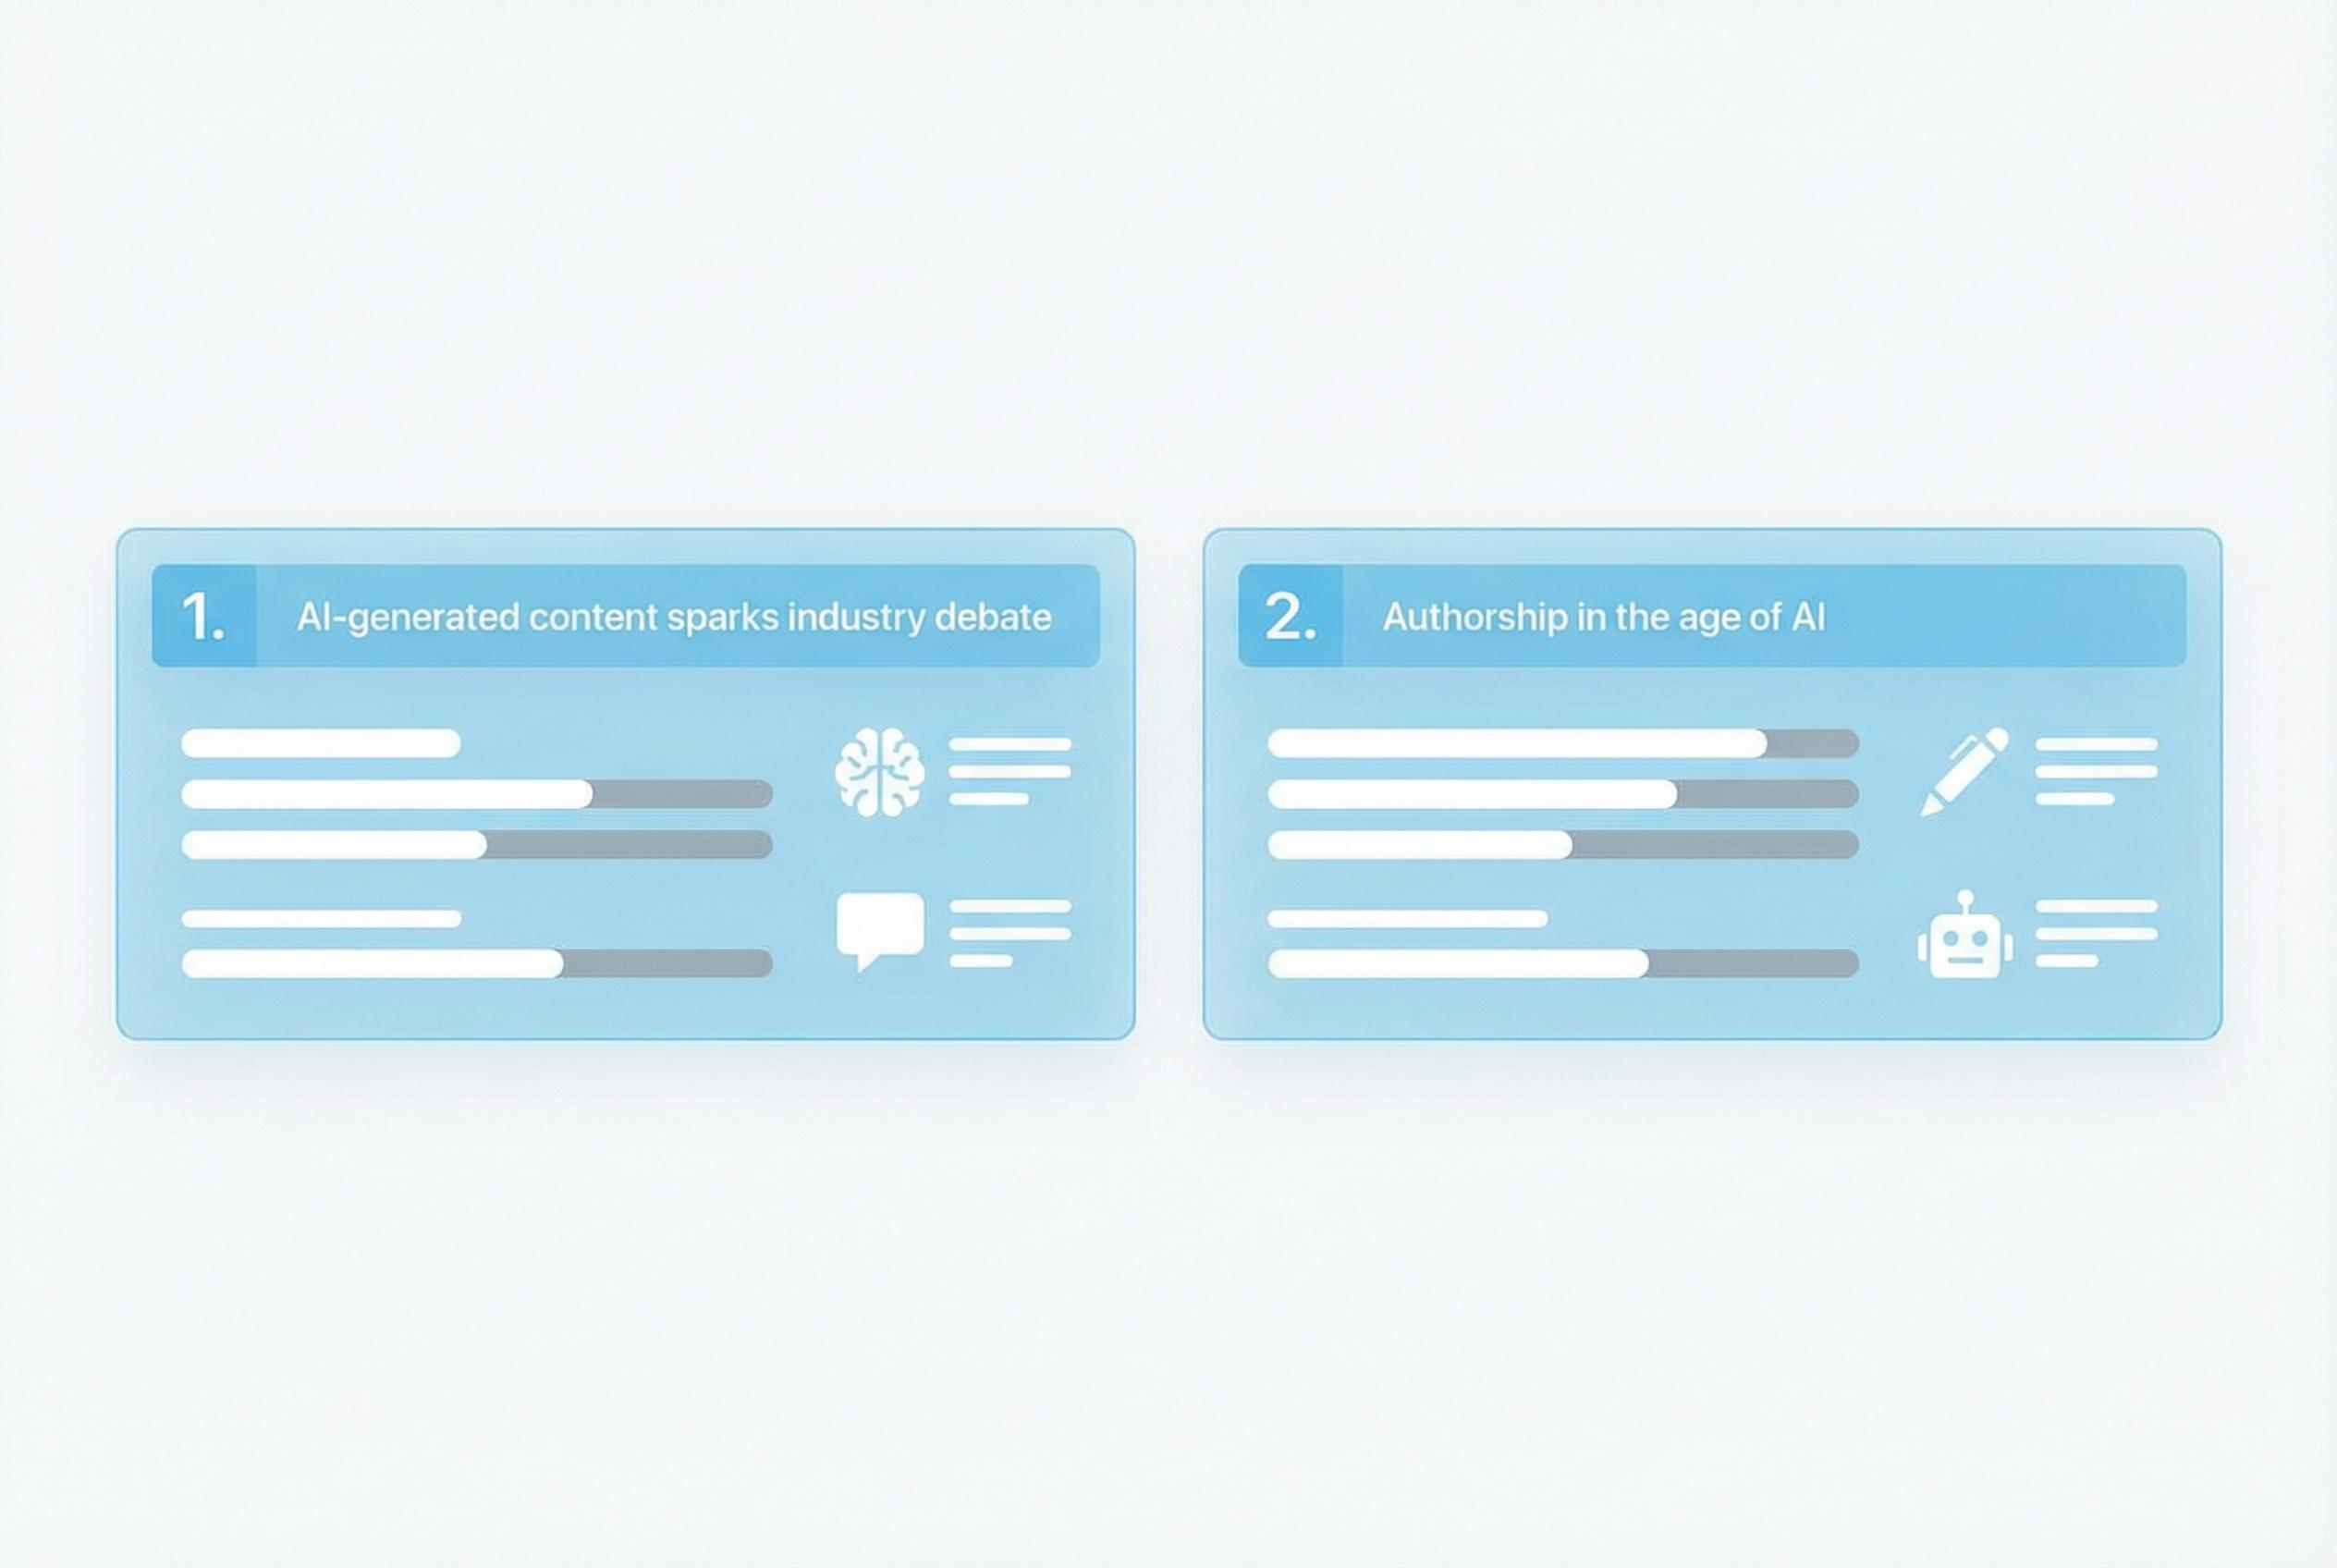 1. AI-generated content sparks industry debate
2. Authorship in the age of AI